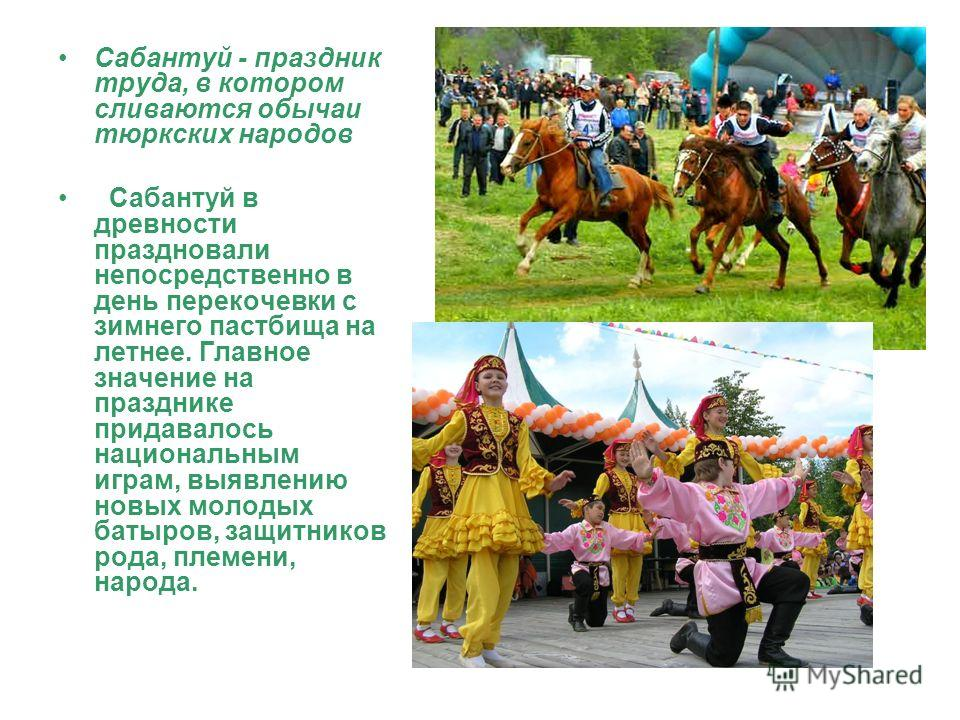 • Сабантуй - праздник
труда, в котором
сливаются обычаи
тюркских народов
• Сабантуй в
древности
праздновали
непосредственно в
день перекочевки с
зимнего пастбища на
летнее. Главное
значение на
празднике
придавалось
национальным
играм, выявлению
новых молодых
батыров, защитников
рода, племени,
народа.
4
MyShared